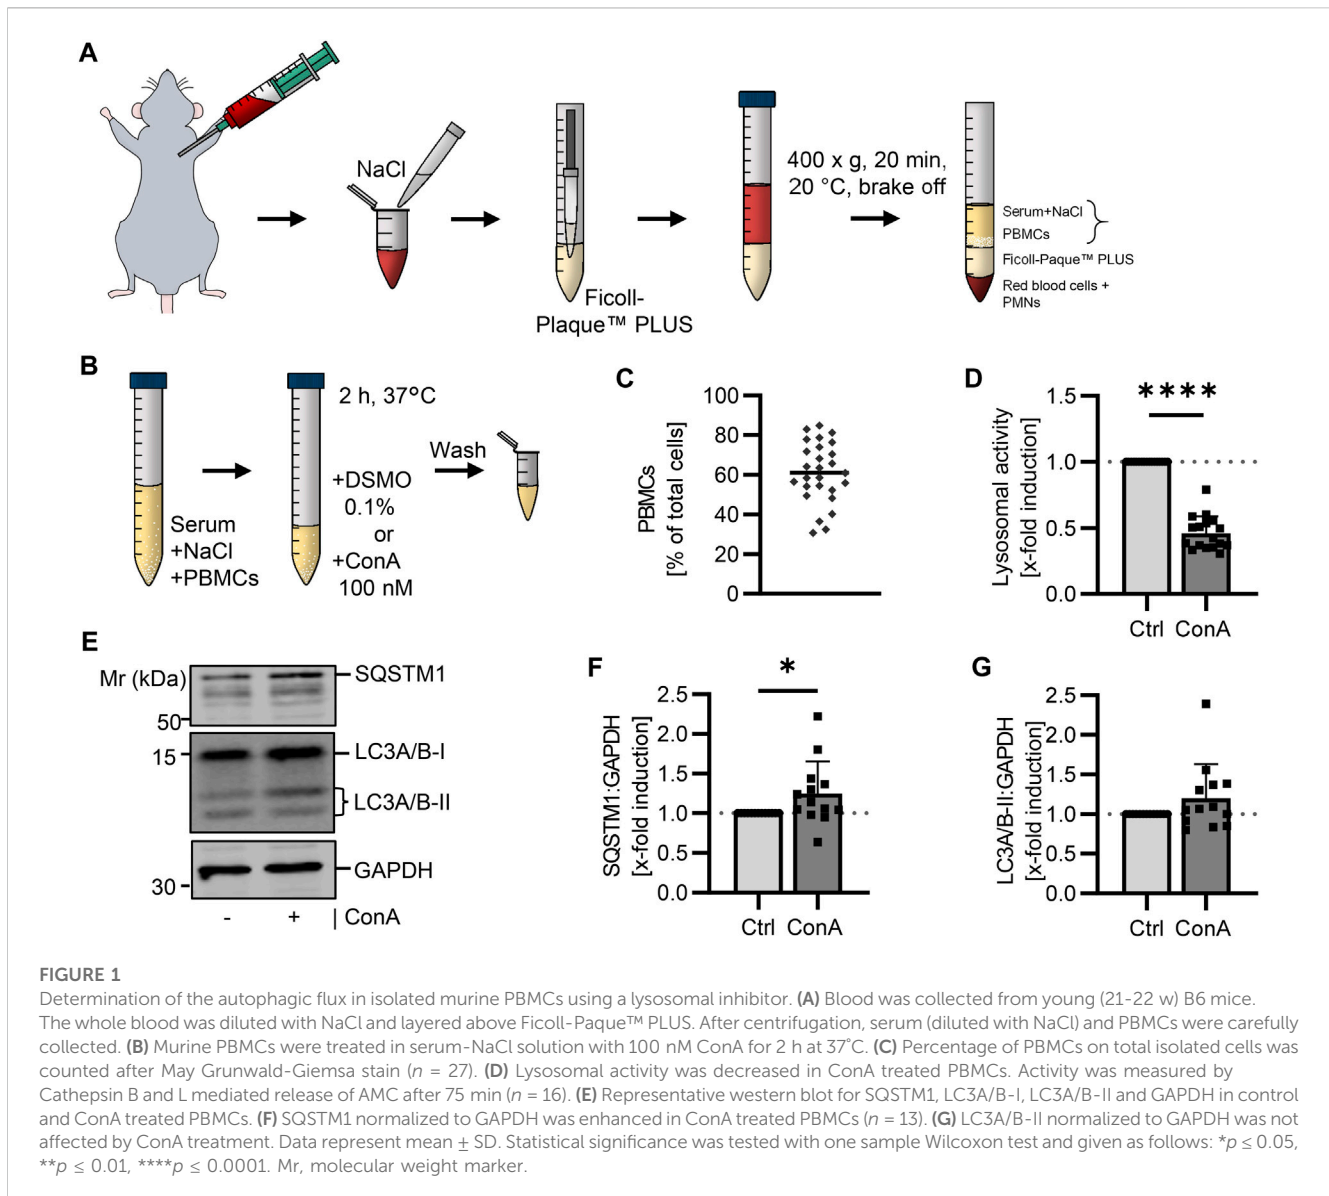 A
NaCl
Ficoll-
Plaque™ PLUS
400 x g, 20 min,
20 °C, brake off
Serum+NaCl
PBMCs
Ficoll-Paque™ PLUS
Red blood cells +
PMNs
B
Serum
+NaCl
+PBMCs
2 h, 37°C
+DSMO
0.1%
or
+ConA
100 nM
Wash
C
PBMCs
[% of total cells]
100
80
60
40
20
0
D
Lysosomal activity
[x-fold induction]
1.5
1.0
0.5
0.0
****
Ctrl ConA
E
Mr (kDa)
50
15
30
SQSTM1
LC3A/B-I
LC3A/B-II
GAPDH
- + | ConA
F
SQSTM1:GAPDH
[x-fold induction]
2.5
2.0
1.5
1.0
0.5
0.0
*
Ctrl ConA
G
LC3A/B-II:GAPDH
[x-fold induction]
2.5
2.0
1.5
1.0
0.5
0.0
Ctrl ConA
FIGURE 1
Determination of the autophagic flux in isolated murine PBMCs using a lysosomal inhibitor. (A) Blood was collected from young (21-22 w) B6 mice.
The whole blood was diluted with NaCl and layered above Ficoll-Paque™ PLUS. After centrifugation, serum (diluted with NaCl) and PBMCs were carefully
collected. (B) Murine PBMCs were treated in serum-NaCl solution with 100 nM ConA for 2 h at 37°C. (C) Percentage of PBMCs on total isolated cells was
counted after May Grunwald-Giemsa stain (n = 27). (D) Lysosomal activity was decreased in ConA treated PBMCs. Activity was measured by
Cathepsin B and L mediated release of AMC after 75 min (n = 16). (E) Representative western blot for SQSTM1, LC3A/B-I, LC3A/B-II and GAPDH in control
and ConA treated PBMCs. (F) SQSTM1 normalized to GAPDH was enhanced in ConA treated PBMCs (n = 13). (G) LC3A/B-II normalized to GAPDH was not
affected by ConA treatment. Data represent mean ± SD. Statistical significance was tested with one sample Wilcoxon test and given as follows: *p ≤ 0.05,
**p ≤ 0.01, ****p ≤ 0.0001. Mr, molecular weight marker.